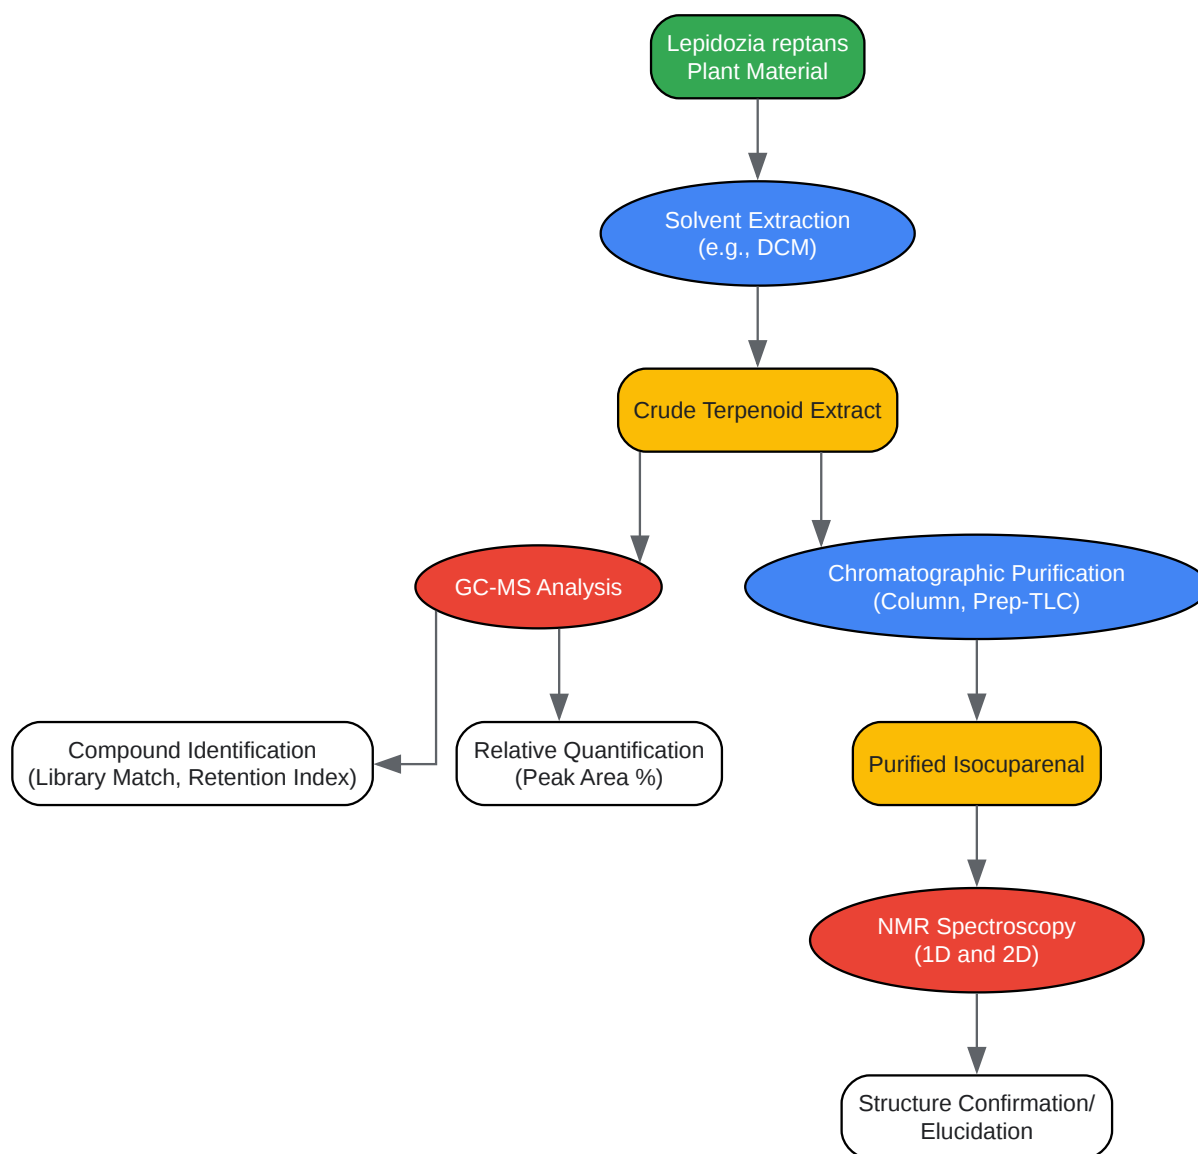 Lepidozia reptans
Plant Material
Solvent Extraction
(e.g., DCM)
Crude Terpenoid Extract
GC-MS Analysis
Chromatographic Purification
(Column, Prep-TLC)
Compound Identification
(Library Match, Retention Index)
Relative Quantification
(Peak Area %)
Purified Isocuparenal
NMR Spectroscopy
(1D and 2D)
Structure Confirmation/
Elucidation